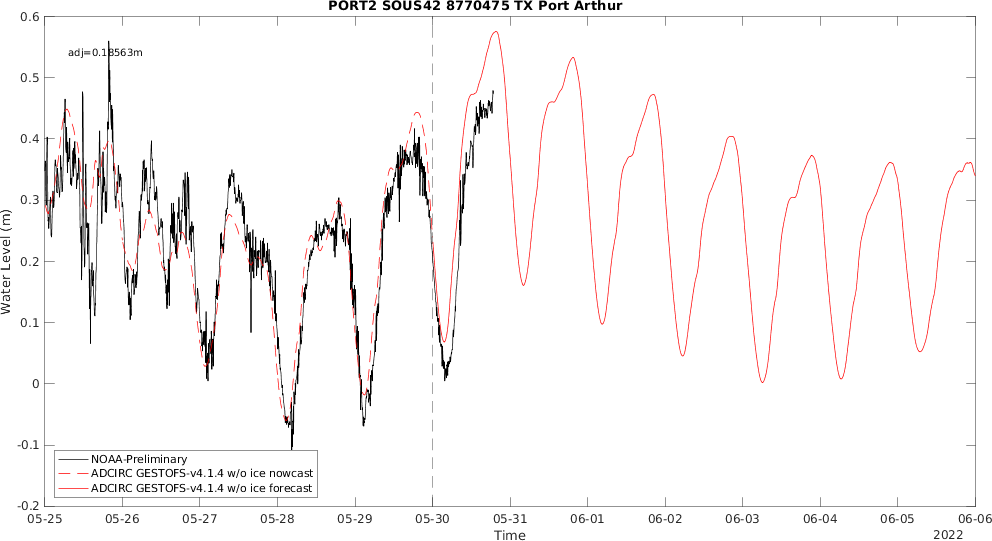 PORT2 SOUS42 8770475 TX Port Arthur
adj=0.18563m
0.6
0.5
0.4
0.3
0.2
0.1
0
-0.1
-0.2
Water Level (m)
NOAA-Preliminary
ADCIRC GESTOFS-v4.1.4 w/o ice nowcast
ADCIRC GESTOFS-v4.1.4 w/o ice forecast
05-25 05-26 05-27 05-28 05-29 05-30 05-31 06-01 06-02 06-03 06-04 06-05 06-06
Time
2022